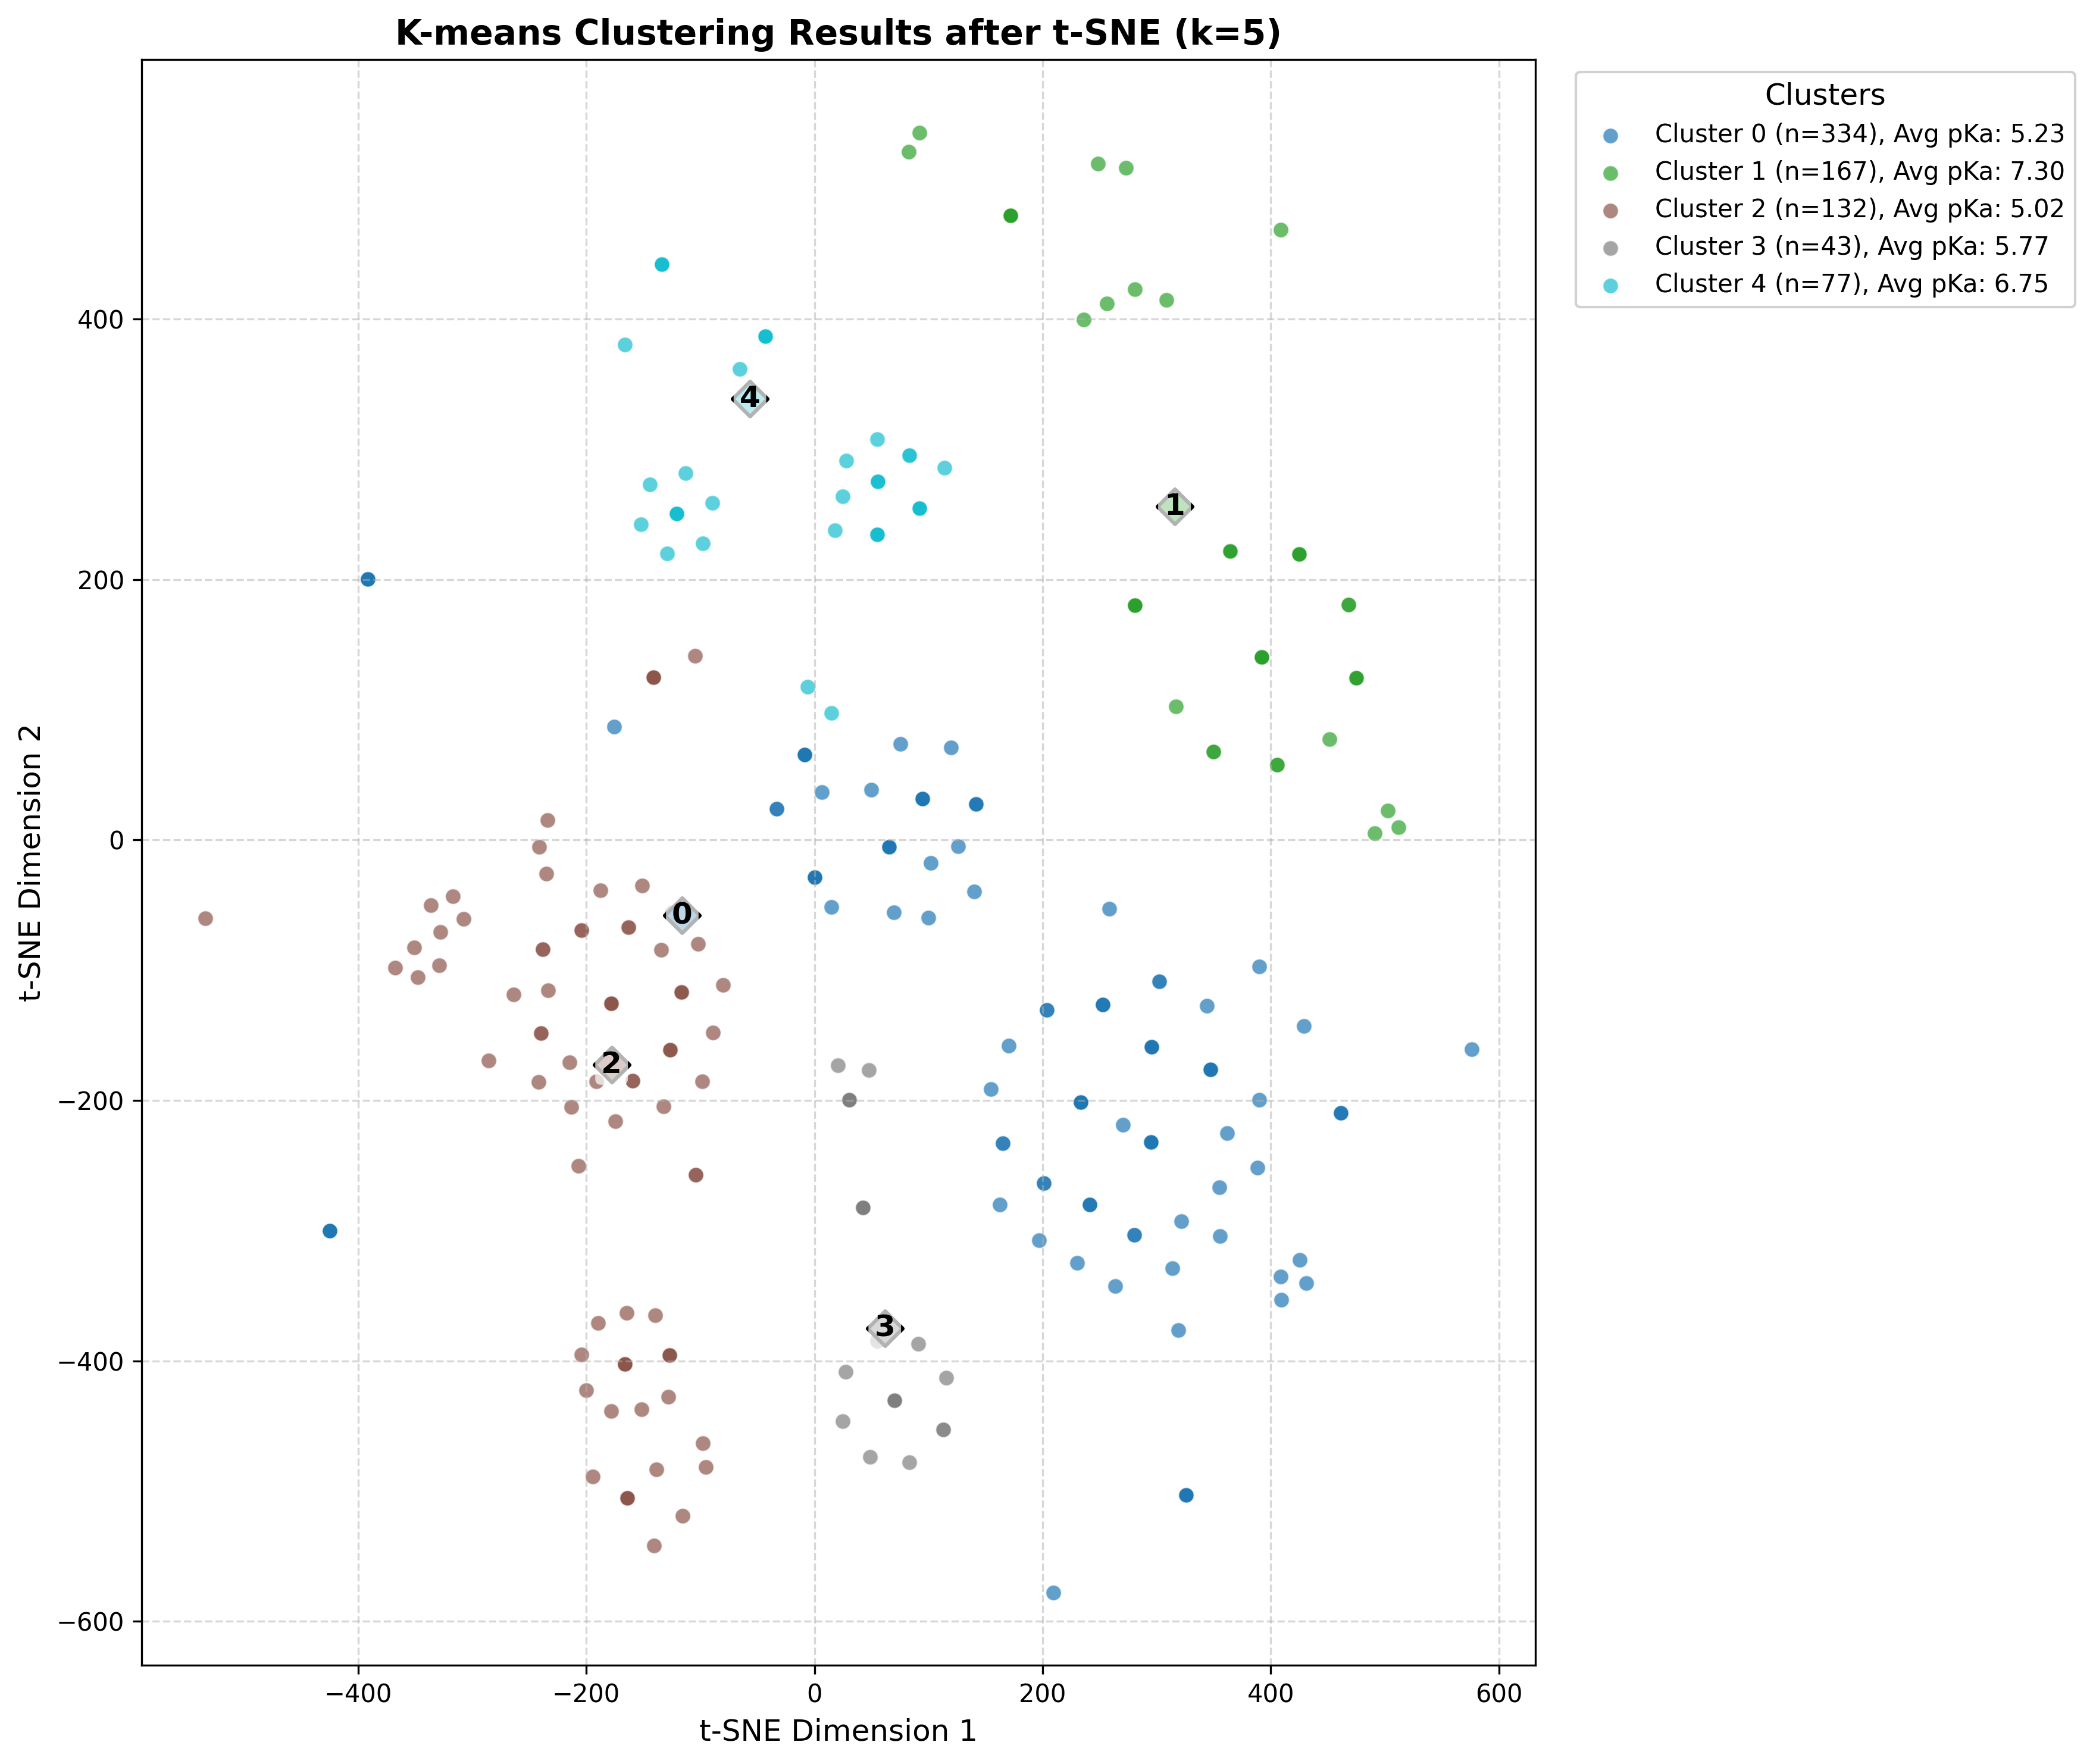 K-means Clustering Results after t-SNE (k=5)
Clusters
Cluster 0 (n=334), Avg pKa: 5.23
Cluster 1 (n=167), Avg pKa: 7.30
Cluster 2 (n=132), Avg pKa: 5.02
Cluster 3 (n=43), Avg pKa: 5.77
Cluster 4 (n=77), Avg pKa: 6.75
t-SNE Dimension 2
400
200
0
−200
−400
−600
4
1
0
2
3
−400
−200
0
200
400
600
t-SNE Dimension 1